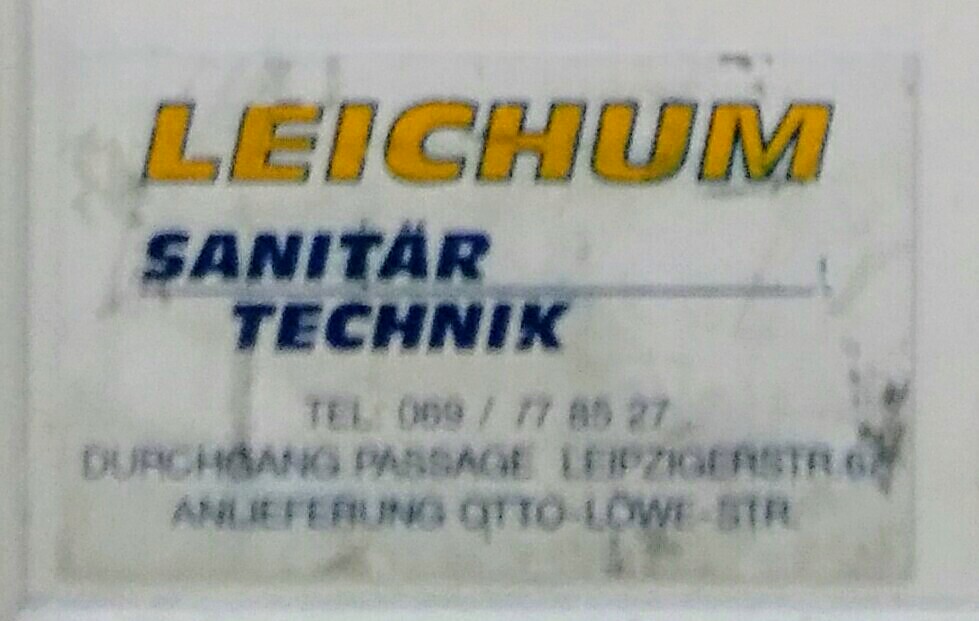 LEICHUM
SANITÄR
TECHNIK
TEL. 069 / 77 85 27
DURCHGANG PASSAGE LEIPZIGERSTR.
ANLIEFERUNG OTTO-LÖWE-STR.